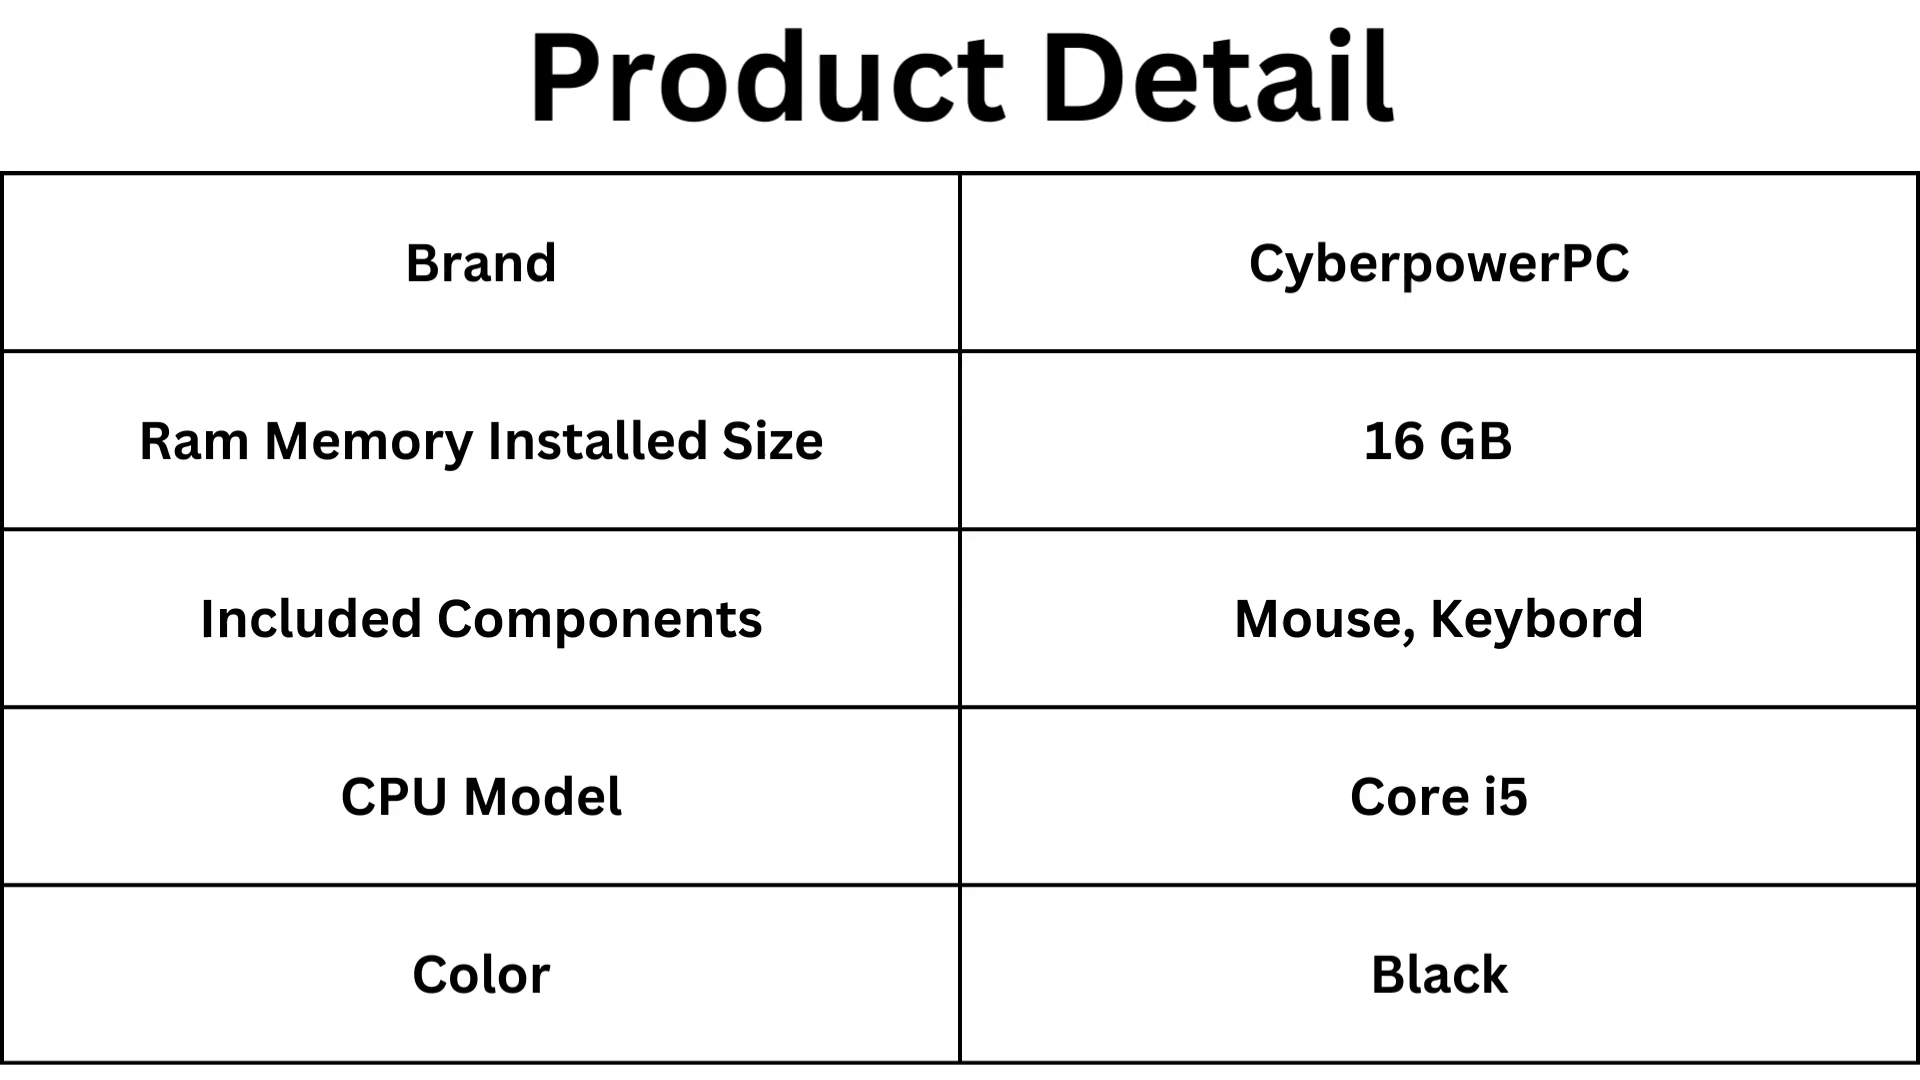 Product Detail
Brand
CyberpowerPC
Ram Memory Installed Size
16 GB
Included Components
Mouse, Keybord
CPU Model
Core i5
Color
Black